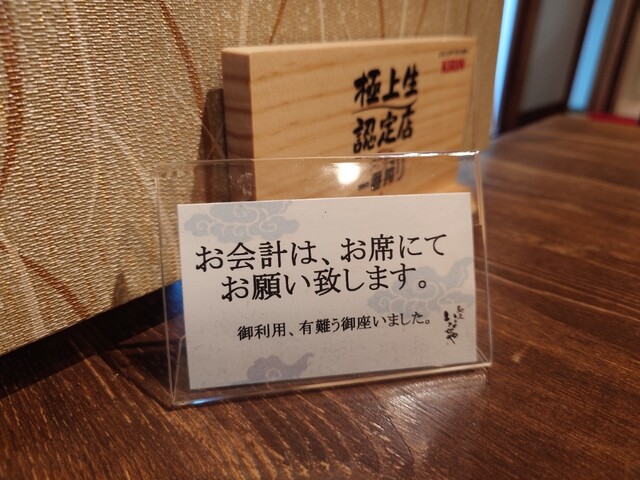 KIRIN
極上生
認定店
一番搾り
お会計は、お席にて
お願い致します。
御利用、有難う御座いました。